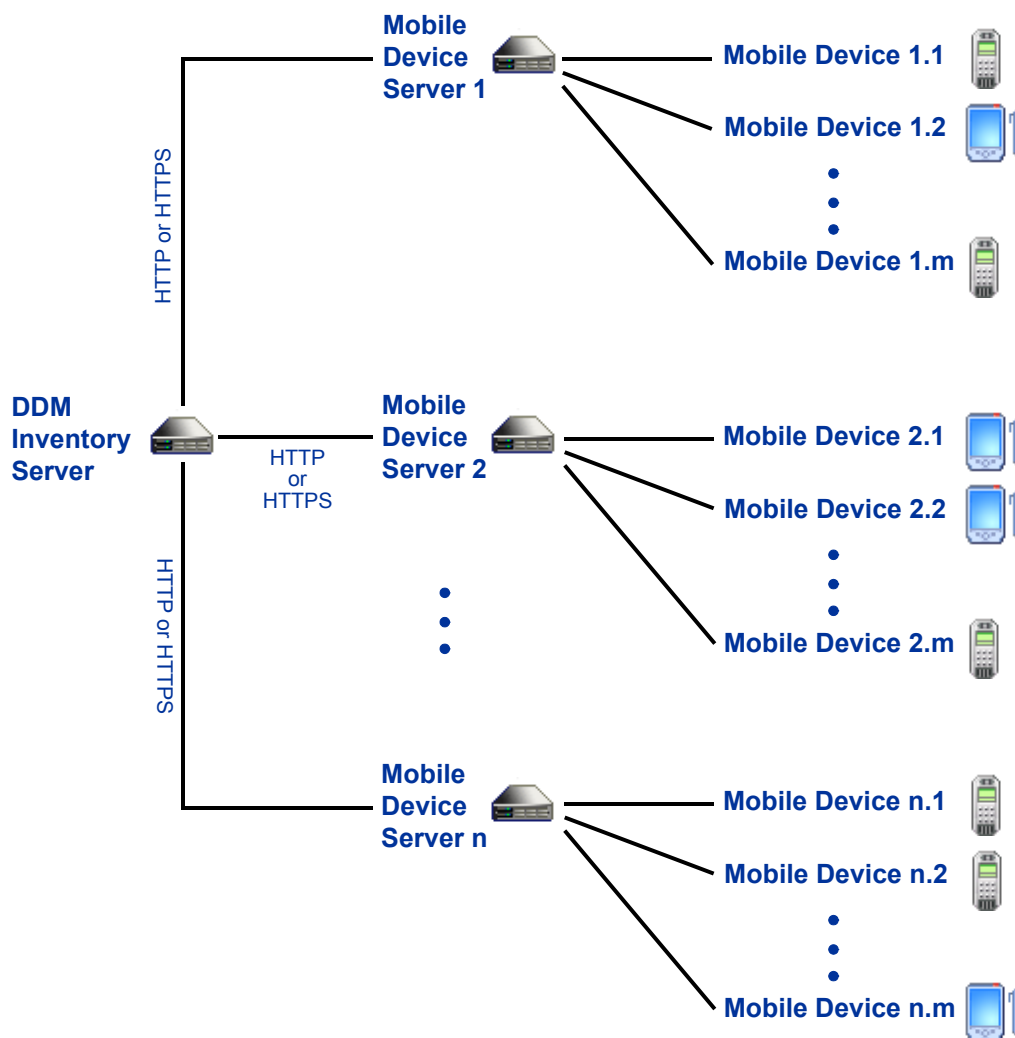 Mobile
Device
Server 1
Mobile Device 1.1
Mobile Device 1.2
Mobile Device 1.m
HTTP or HTTPS
DDM
Inventory
Server
HTTP
or
HTTPS
Mobile
Device
Server 2
Mobile Device 2.1
Mobile Device 2.2
Mobile Device 2.m
HTTP or HTTPS
Mobile
Device
Server n
Mobile Device n.1
Mobile Device n.2
Mobile Device n.m